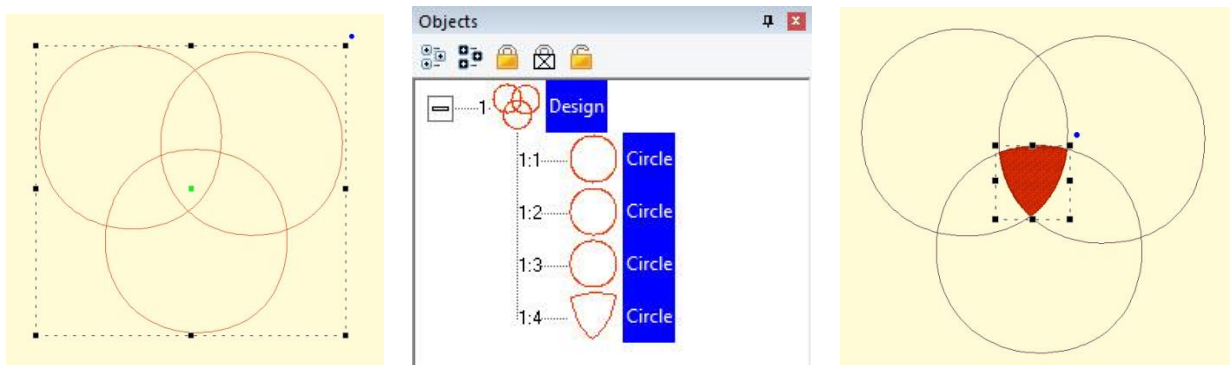 Objects
1 Design
1:1 Circle
1:2 Circle
1:3 Circle
1:4 Circle